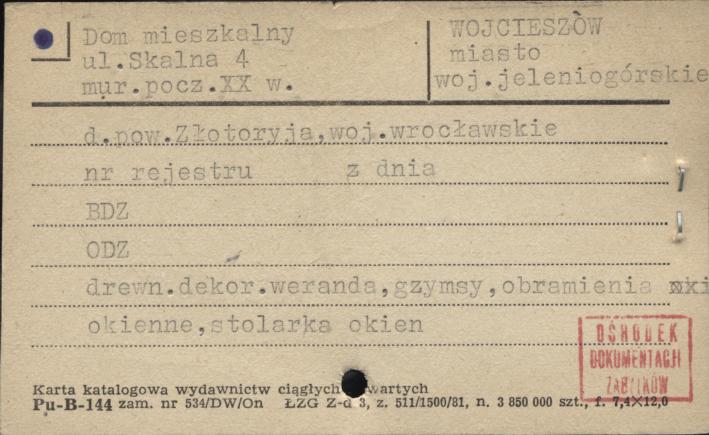 Dom mieszkalny
ul.Skalna 4
mur.pocz.XX w.
WOJCIESZÓW
miasto
woj.jeleniogórskie
d.pow.Złotoryja,woj.wrocławskie
nr rejestru z dnia
BDZ
ODZ
drewn.dekor.weranda,gzymsy,obramienia
okienne,stolarka okien
OŚRODEK
DOKUMENTACJI
ZABYTKÓW
Karta katalogowa wydawnictw ciągłych
Pu-B-144 zam. nr 534/DW/On ŁZG Z-d 3, z. 511/1500/81, n. 3 850 000 szt., f. 7,4×12,0